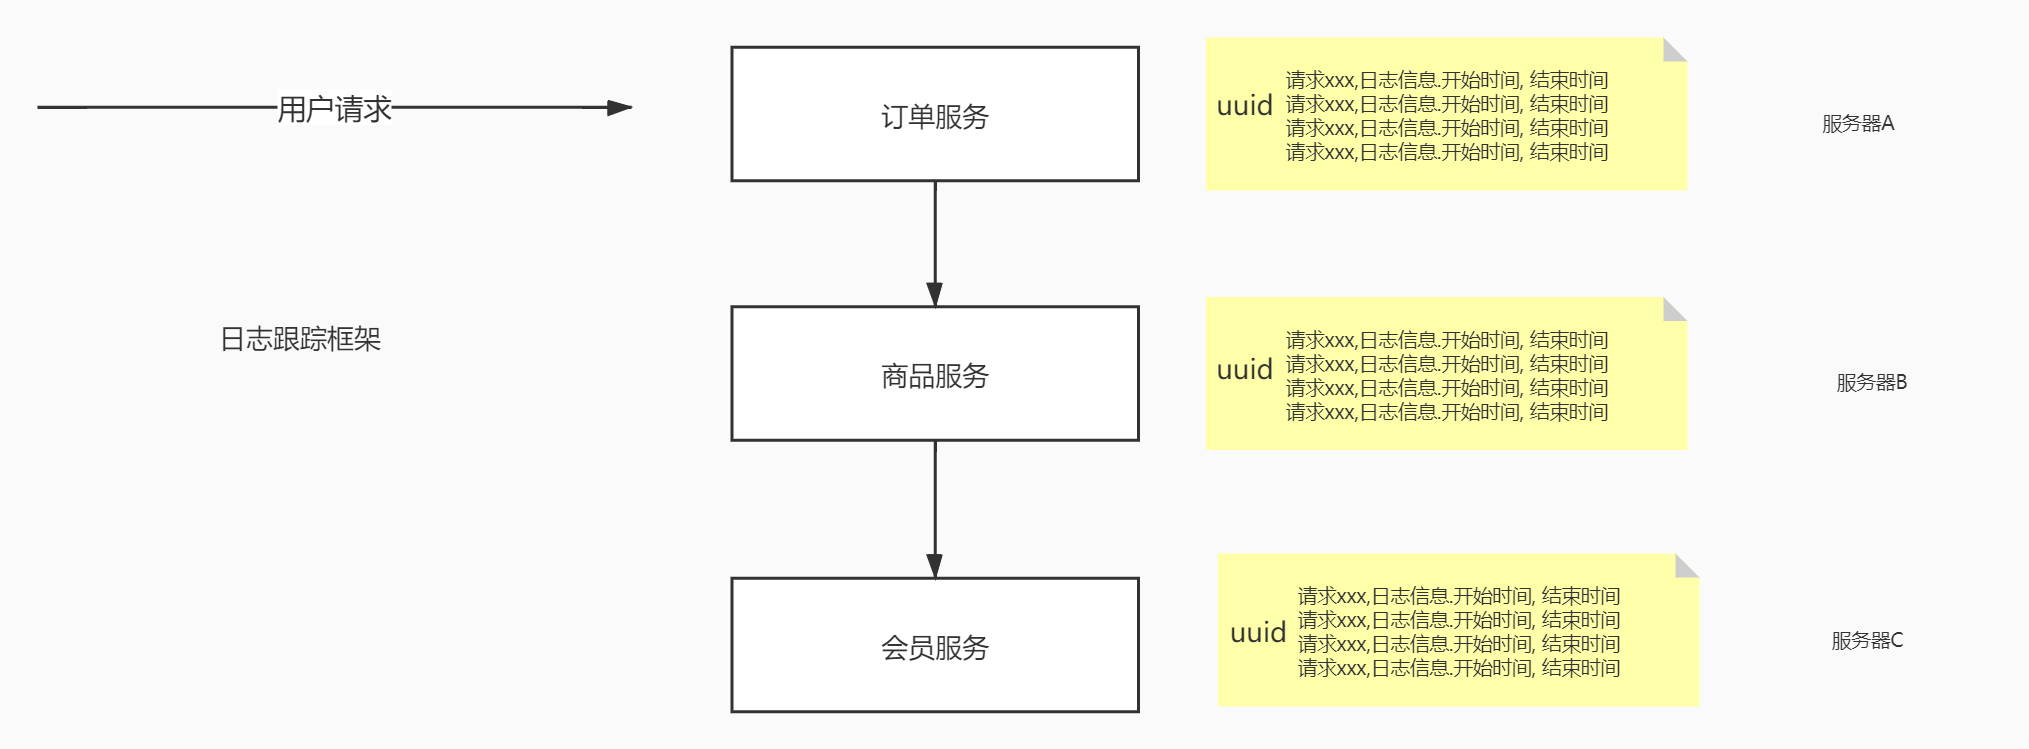 用户请求
订单服务
uuid
请求xxx,日志信息.开始时间, 结束时间
请求xxx,日志信息.开始时间, 结束时间
请求xxx,日志信息.开始时间, 结束时间
请求xxx,日志信息.开始时间, 结束时间
服务器A
日志跟踪框架
商品服务
uuid
请求xxx,日志信息.开始时间, 结束时间
请求xxx,日志信息.开始时间, 结束时间
请求xxx,日志信息.开始时间, 结束时间
请求xxx,日志信息.开始时间, 结束时间
服务器B
会员服务
uuid
请求xxx,日志信息.开始时间, 结束时间
请求xxx,日志信息.开始时间, 结束时间
请求xxx,日志信息.开始时间, 结束时间
请求xxx,日志信息.开始时间, 结束时间
服务器C